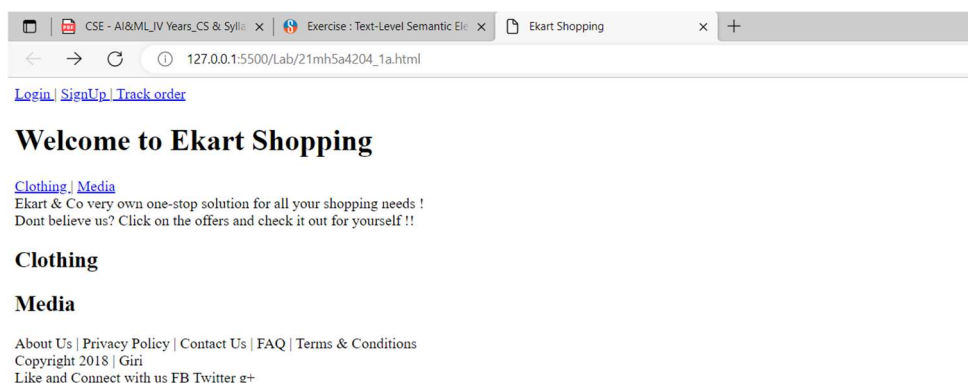 CSE - AI&ML_IV Years_CS & Sylla
Exercise : Text-Level Semantic Ele
Ekart Shopping
127.0.0.1:5500/Lab/21mh5a4204_1a.html
Login | SignUp | Track order
Welcome to Ekart Shopping
Clothing | Media
Ekart & Co very own one-stop solution for all your shopping needs !
Dont believe us? Click on the offers and check it out for yourself !!
Clothing
Media
About Us | Privacy Policy | Contact Us | FAQ | Terms & Conditions
Copyright 2018 | Giri
Like and Connect with us FB Twitter g+